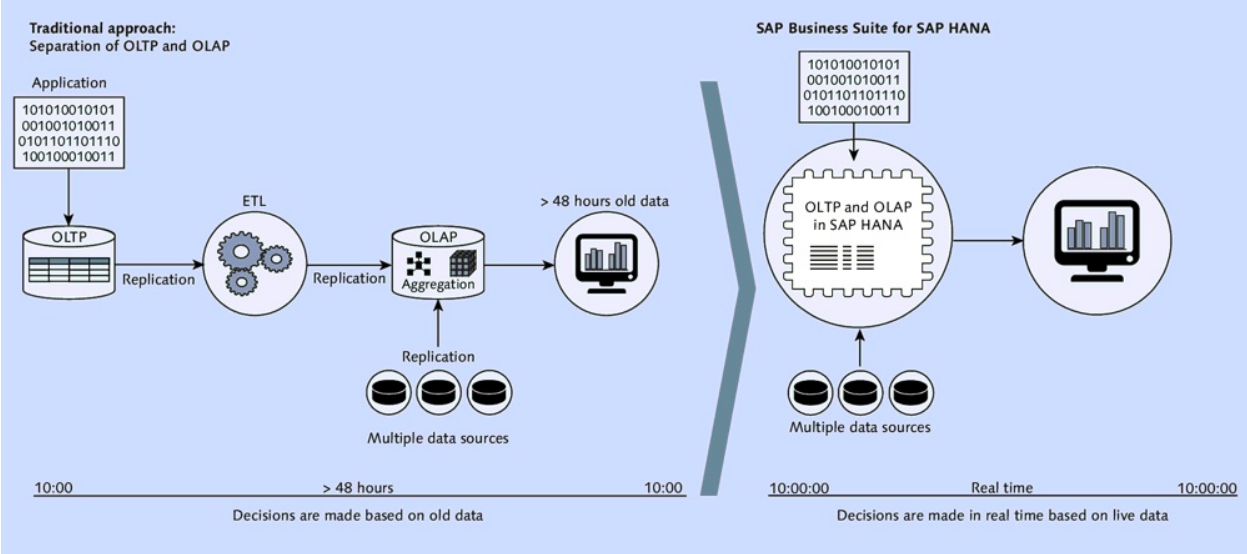 Traditional approach:
Separation of OLTP and OLAP
Application
101010010101
001001010011
0101101101110
100100010011
OLTP
Replication
ETL
Replication
OLAP
Aggregation
> 48 hours old data
Replication
Multiple data sources
10:00
> 48 hours
10:00
Decisions are made based on old data
SAP Business Suite for SAP HANA
101010010101
001001010011
0101101101110
100100010011
OLTP and OLAP
in SAP HANA
Multiple data sources
10:00:00
Real time
10:00:00
Decisions are made in real time based on live data